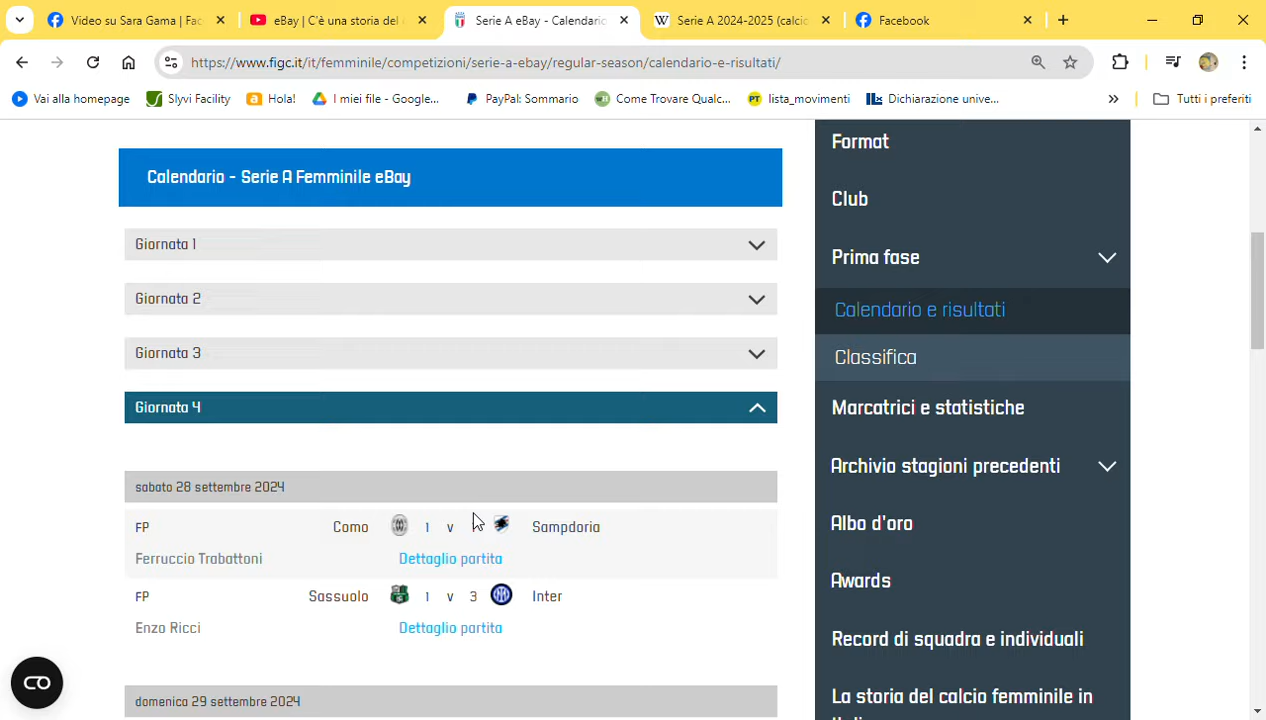 Video su Sara Gama | Fac
eBay | C'è una storia del c
Serie A eBay - Calendario
Serie A 2024-2025 (calcio
Facebook
https://www.figc.it/it/femminile/competizioni/serie-a-ebay/regular-season/calendario-e-risultati/
Vai alla homepage
Slyvi Facility
Hola!
I miei file - Google...
PayPal: Sommario
Come Trovare Qualc...
lista_movimenti
Dichiarazione unive...
Tutti i preferiti
Calendario - Serie A Femminile eBay
Giornata 1
Giornata 2
Giornata 3
Giornata 4
sabato 28 settembre 2024
FP Como 1 v Sampdoria
Ferruccio Trabattoni Dettaglio partita
FP Sassuolo 1 v 3 Inter
Enzo Ricci Dettaglio partita
domenica 29 settembre 2024
Format
Club
Prima fase
Calendario e risultati
Classifica
Marcatrici e statistiche
Archivio stagioni precedenti
Albo d'oro
Awards
Record di squadra e individuali
La storia del calcio femminile in